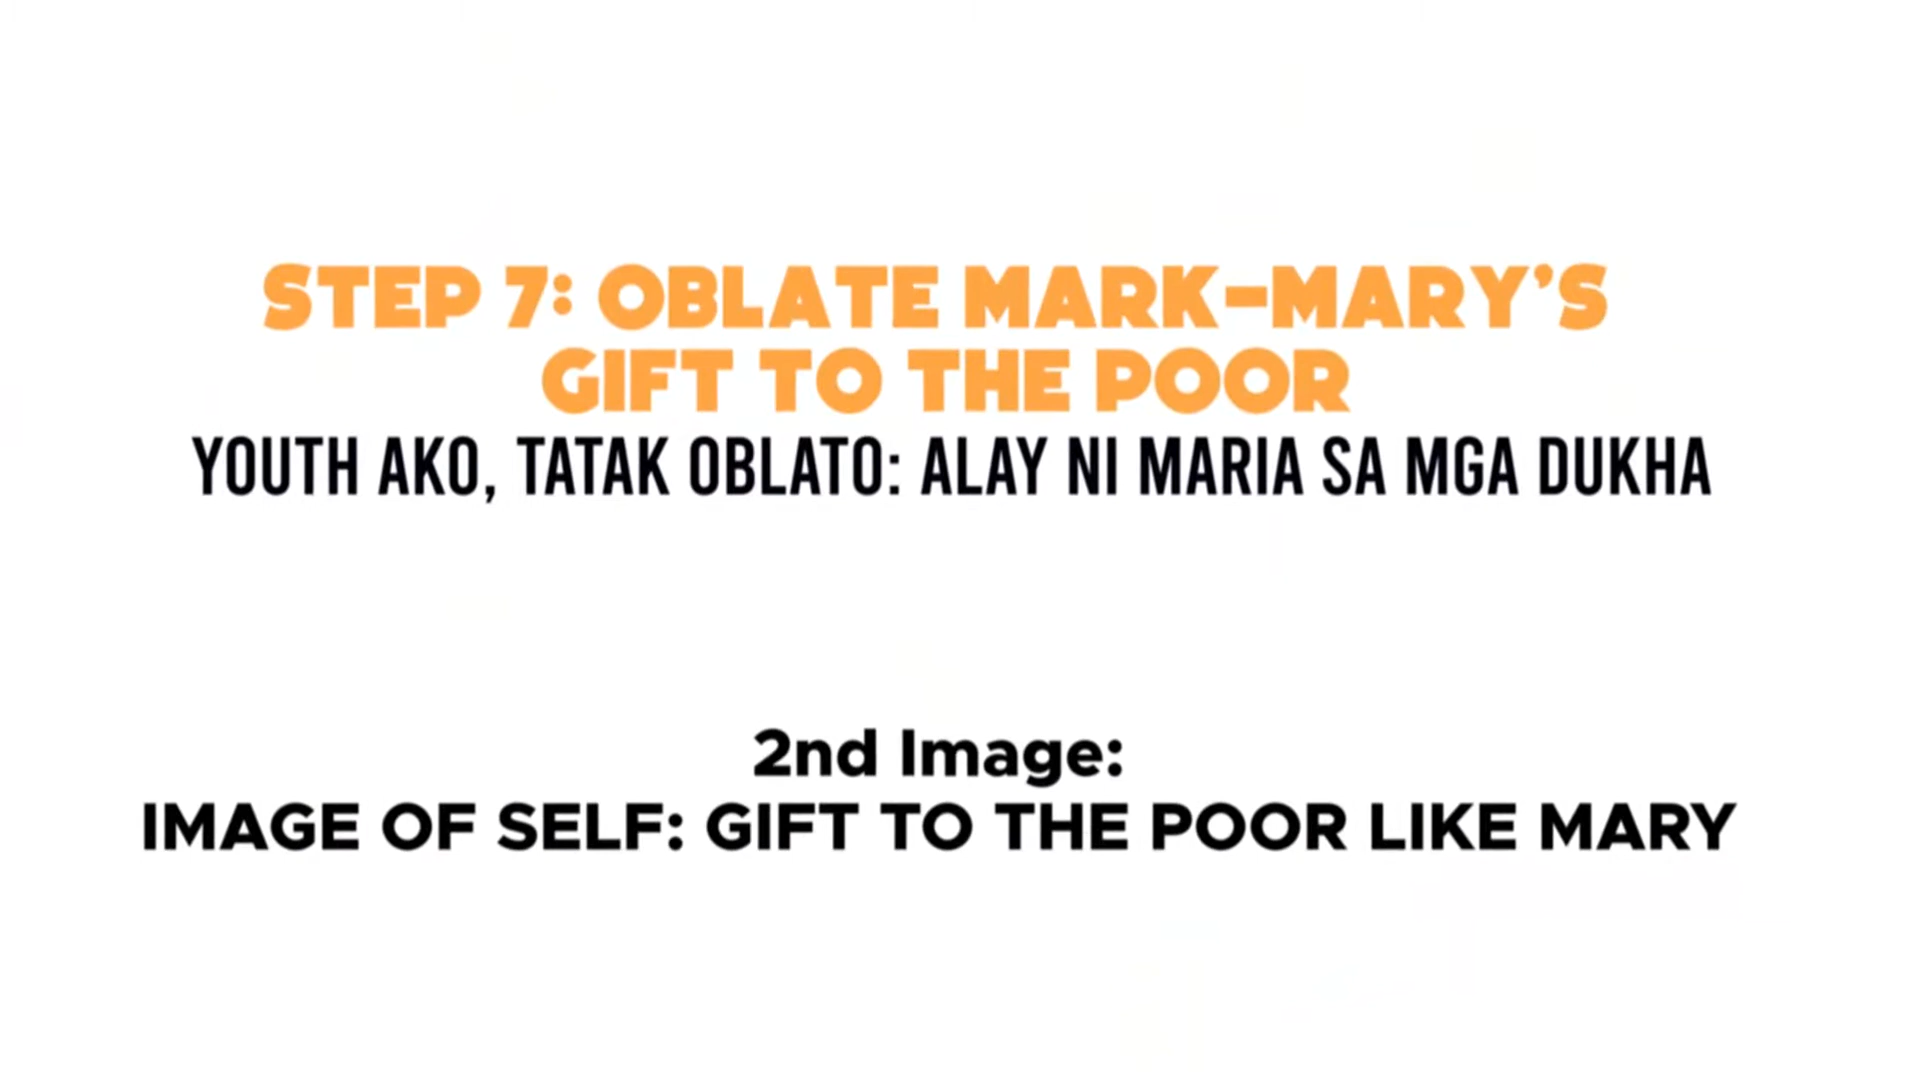 STEP 7: OBLATE MARK-MARY'S
GIFT TO THE POOR
YOUTH AKO, TATAK OBLATO: ALAY NI MARIA SA MGA DUKHA
2nd Image:
IMAGE OF SELF: GIFT TO THE POOR LIKE MARY